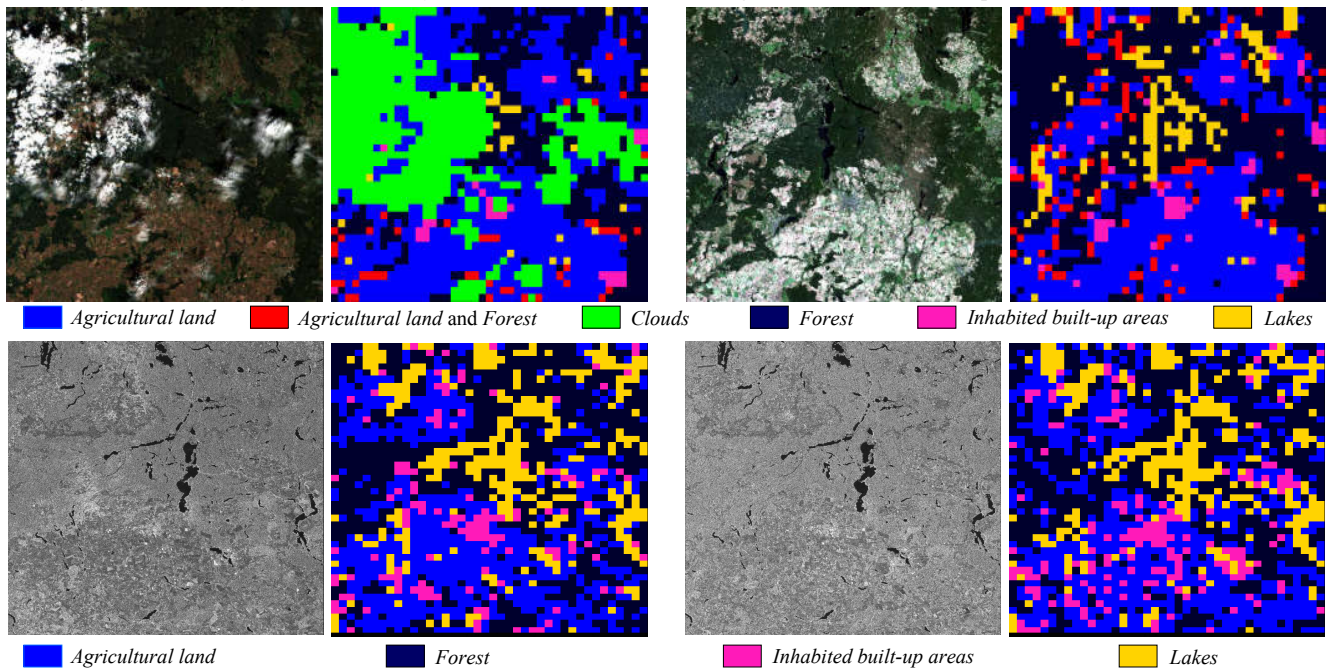 Agricultural land Agricultural land and Forest Clouds Forest Inhabited built-up areas Lakes
Agricultural land Forest Inhabited built-up areas Lakes